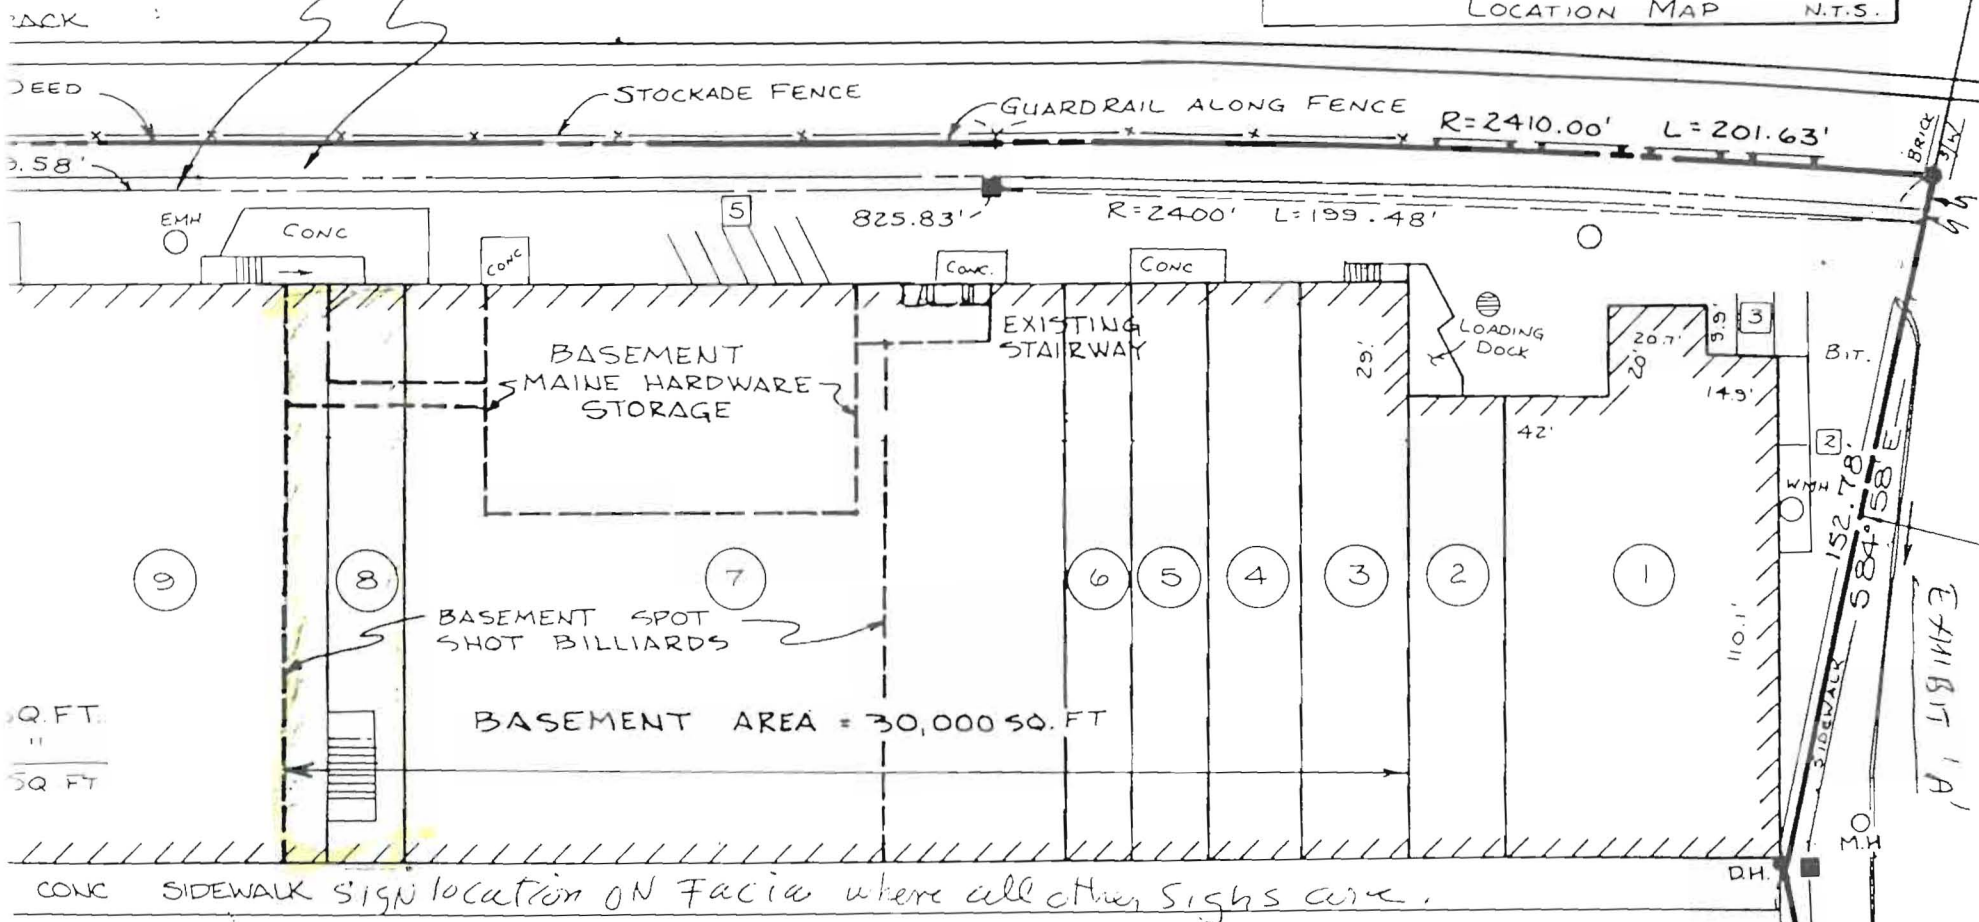 LOCATION MAP N.T.S.
STOCKADE FENCE
GUARDRAIL ALONG FENCE
R=2410.00' L=201.63'
BRICK
S/W
.58'
825.83'
R=2400' L=199.48'
EMH
CONC
CONC
5
CONC.
CONC
EXISTING
STAIRWAY
LOADING
DOCK
29'
20'
20.7'
9.9'
3
14.9'
42'
BIT.
2
WMH
BASEMENT
MAINE HARDWARE
STORAGE
152.78'
S84°58'E
9
8
7
6
5
4
3
2
1
BASEMENT SPOT
SHOT BILLIARDS
110.1'
EXHIBIT 'A'
SIDEWALK
Q.FT.
"
SQ FT
BASEMENT AREA = 30,000 SQ. FT
M.H
D.H.
CONC SIDEWALK Sign location ON Facia where all other signs are.